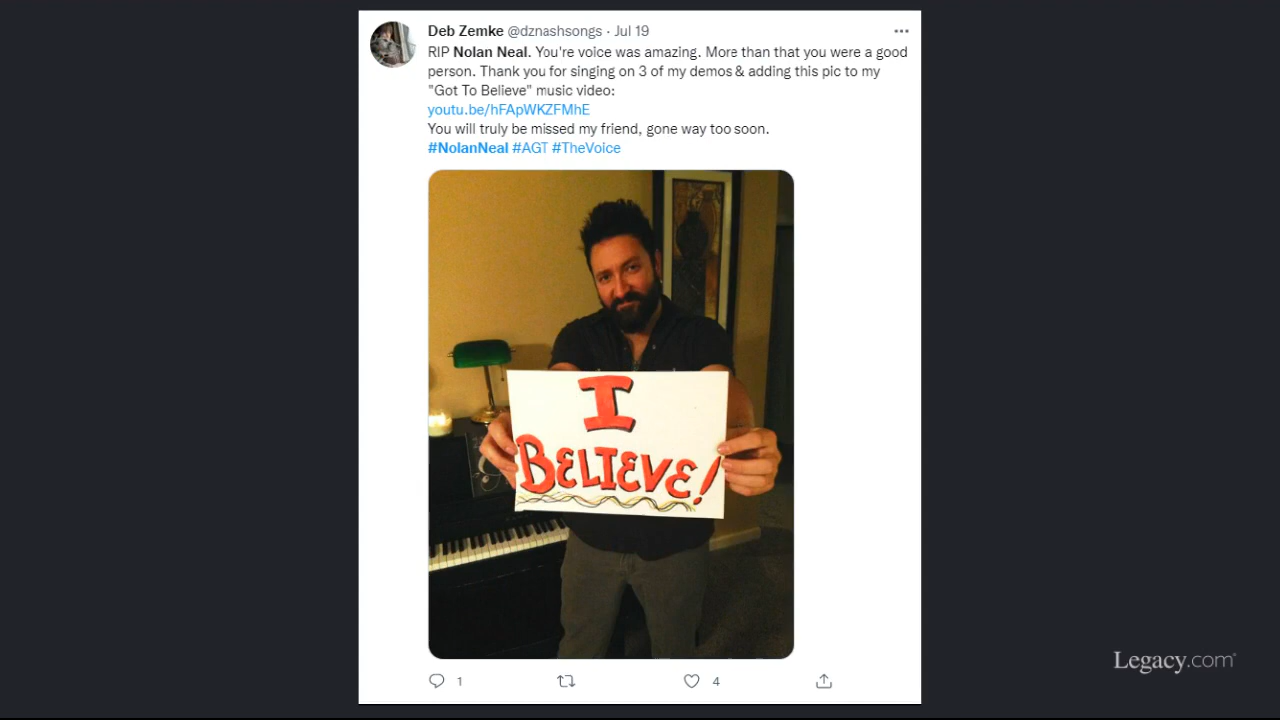 Deb Zemke @dznashsongs · Jul 19
RIP Nolan Neal. You're voice was amazing. More than that you were a good
person. Thank you for singing on 3 of my demos & adding this pic to my
"Got To Believe" music video:
youtu.be/hFApWKZFMhE
You will truly be missed my friend, gone way too soon.
#NolanNeal #AGT #TheVoice
I
BELIEVE!
1
4
Legacy.com